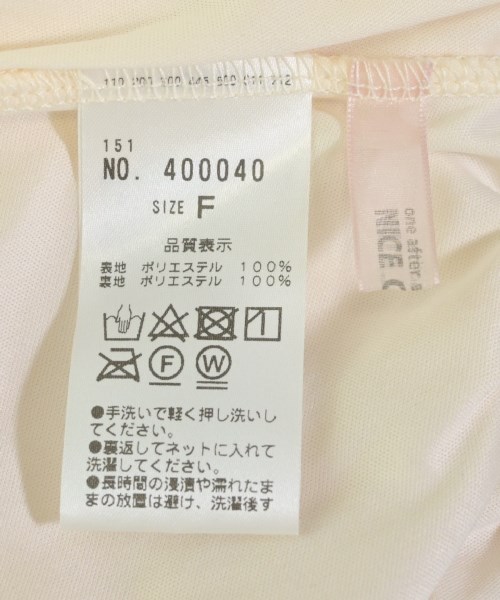 151
NO. 400040
SIZE F
品質表示
表地 ポリエステル 100%
裏地 ポリエステル 100%
F W
●手洗いで軽く押し洗いし
てください。
●裏返してネットに入れて
洗濯してください。
●長時間の浸漬や濡れたま
まの放置は避け、洗濯後す
one after
NICE